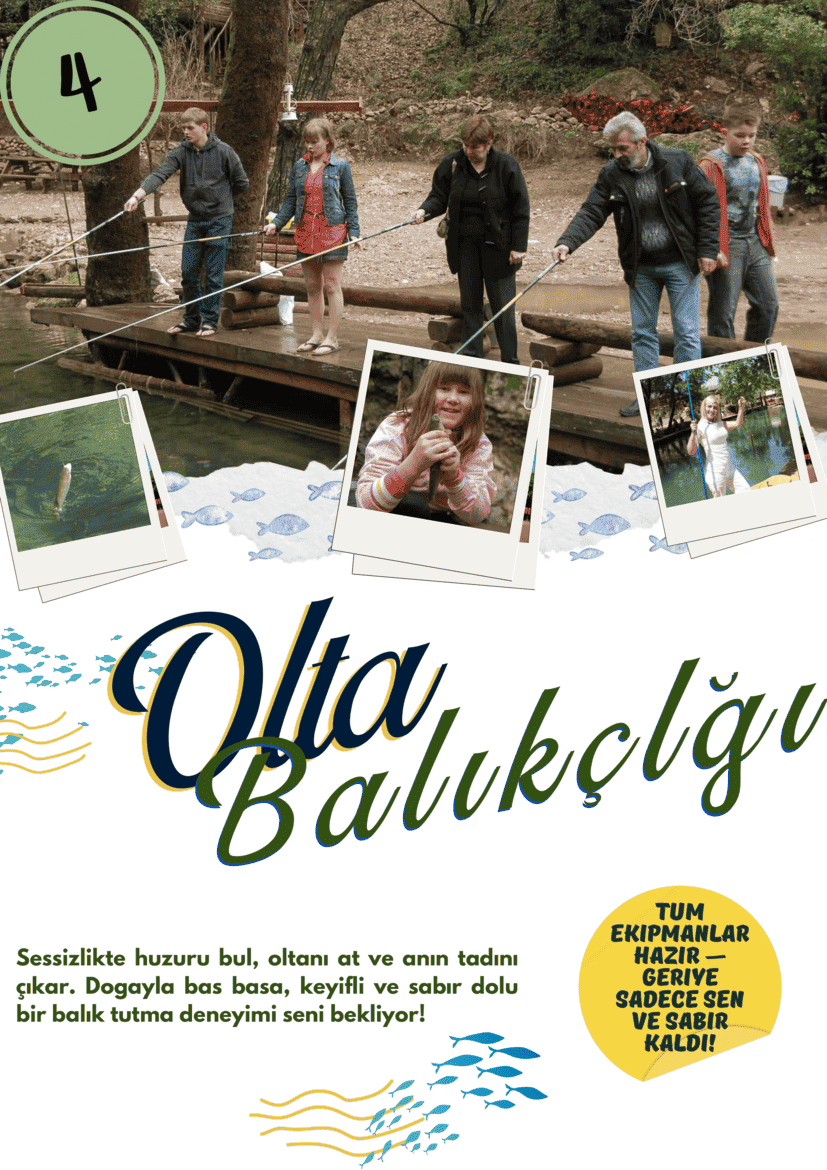 4
Olta
Balıkçlğı
Sessizlikte huzuru bul, oltanı at ve anın tadını
çıkar. Dogayla bas basa, keyifli ve sabır dolu
bir balık tutma deneyimi seni bekliyor!
TUM
EKIPMANLAR
HAZIR —
GERIYE
SADECE SEN
VE SABIR
KALDI!